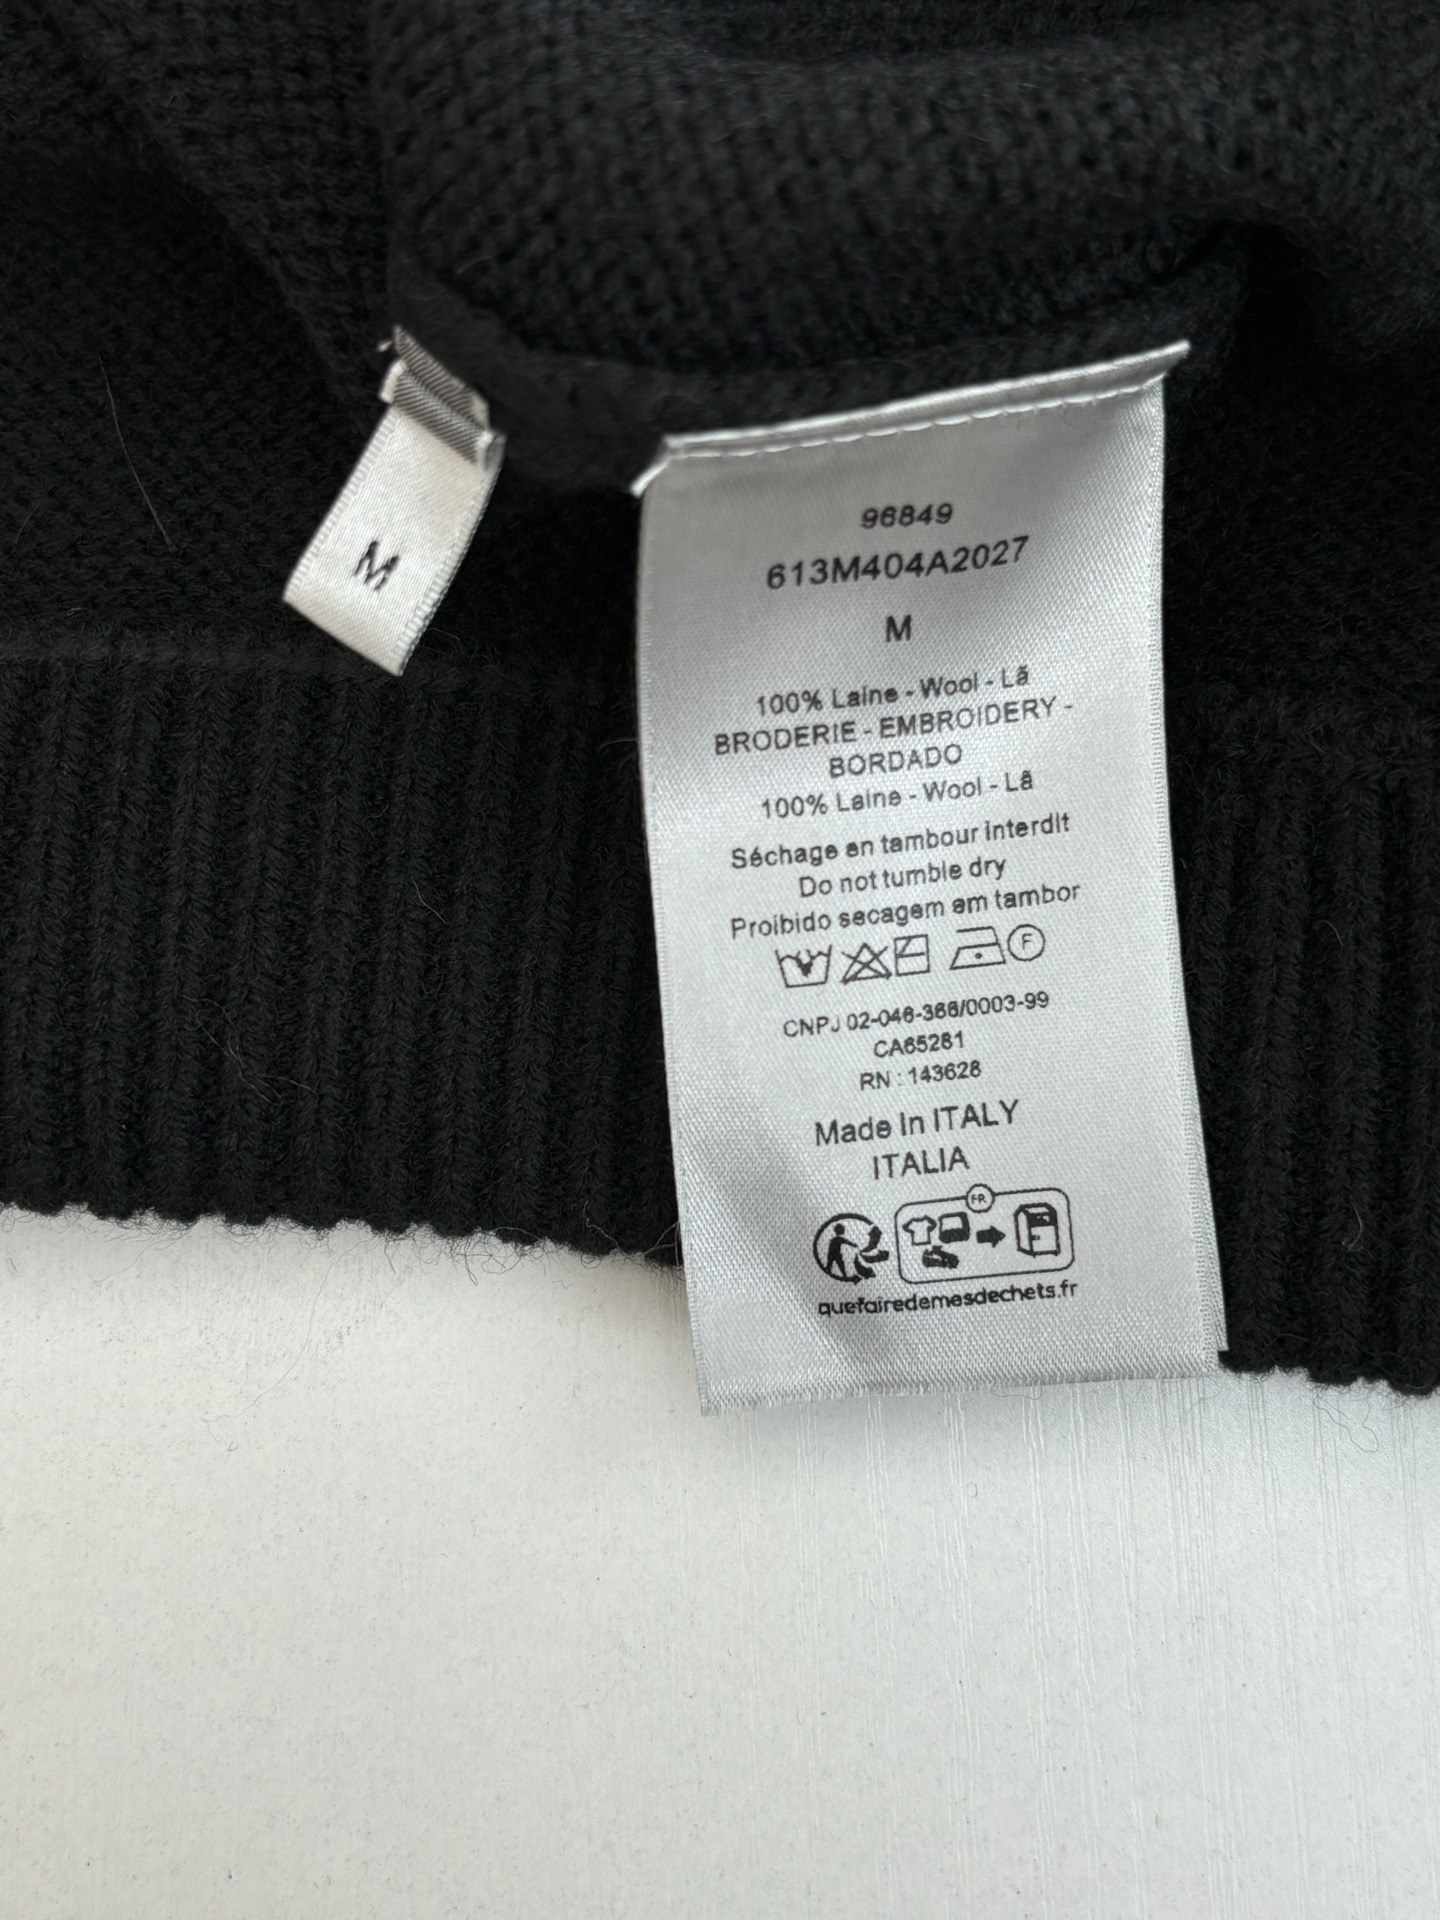 M
96849
613M404A2027
M
100% Laine - Wool - Lã
BRODERIE - EMBROIDERY -
BORDADO
100% Laine - Wool - Lã
Séchage en tambour interdit
Do not tumble dry
Proibido secagem em tambor
F
CNPJ 02-046-366/0003-99
CA65281
RN : 143628
Made in ITALY
ITALIA
FR
quefairedemesdechets.fr